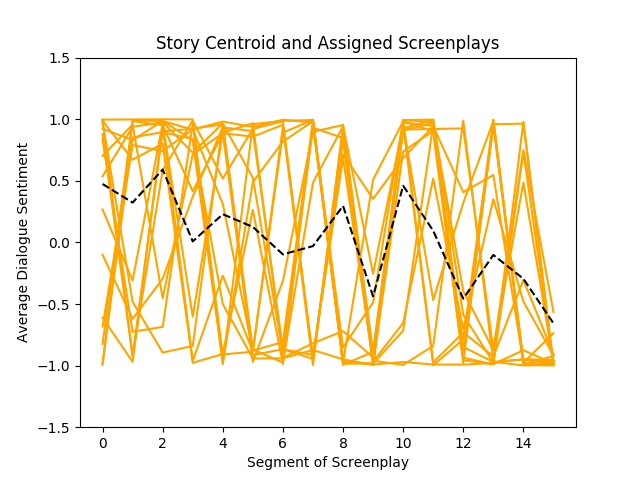 Story Centroid and Assigned Screenplays
1.5
1.0
0.5
0.0
−0.5
−1.0
−1.5
Average Dialogue Sentiment
0 2 4 6 8 10 12 14
Segment of Screenplay